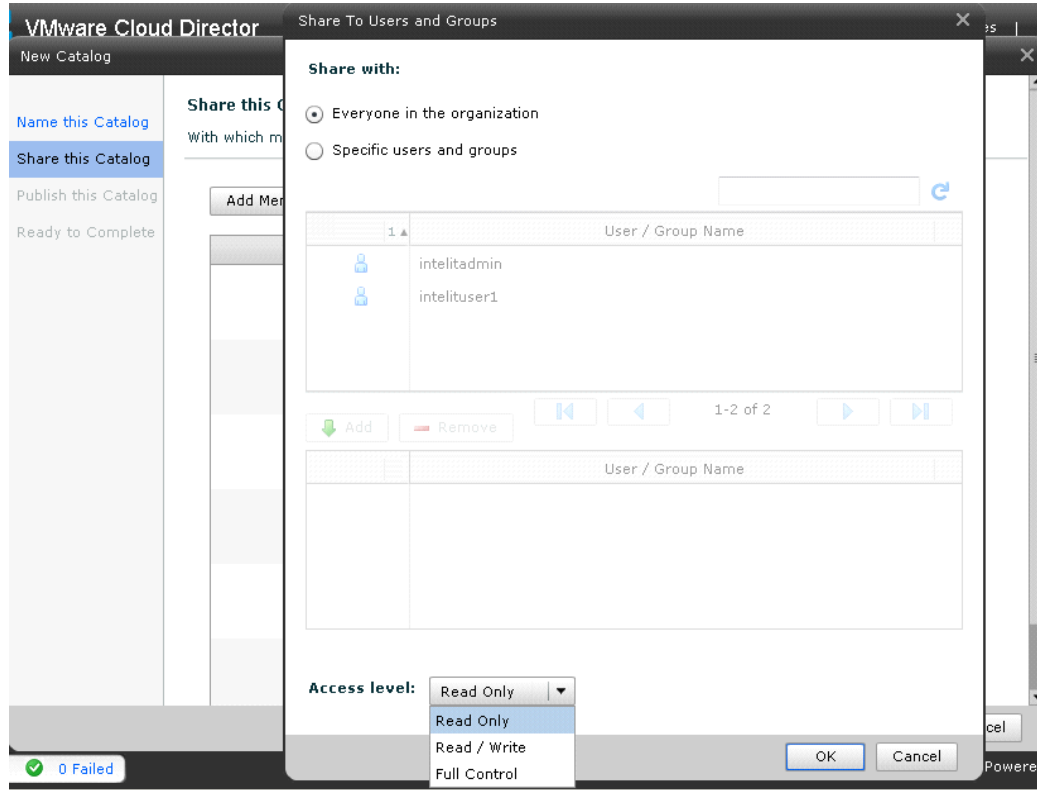 VMware Cloud Director
New Catalog
Name this Catalog
Share this Catalog
Publish this Catalog
Ready to Complete
Share this
With which m
Add Mem
Share To Users and Groups
Share with:
Everyone in the organization
Specific users and groups
1 User / Group Name
intelitadmin
intelituser1
1-2 of 2
Add Remove
User / Group Name
Access level: Read Only
Read Only
Read / Write
Full Control
OK Cancel
cel
0 Failed
Powere